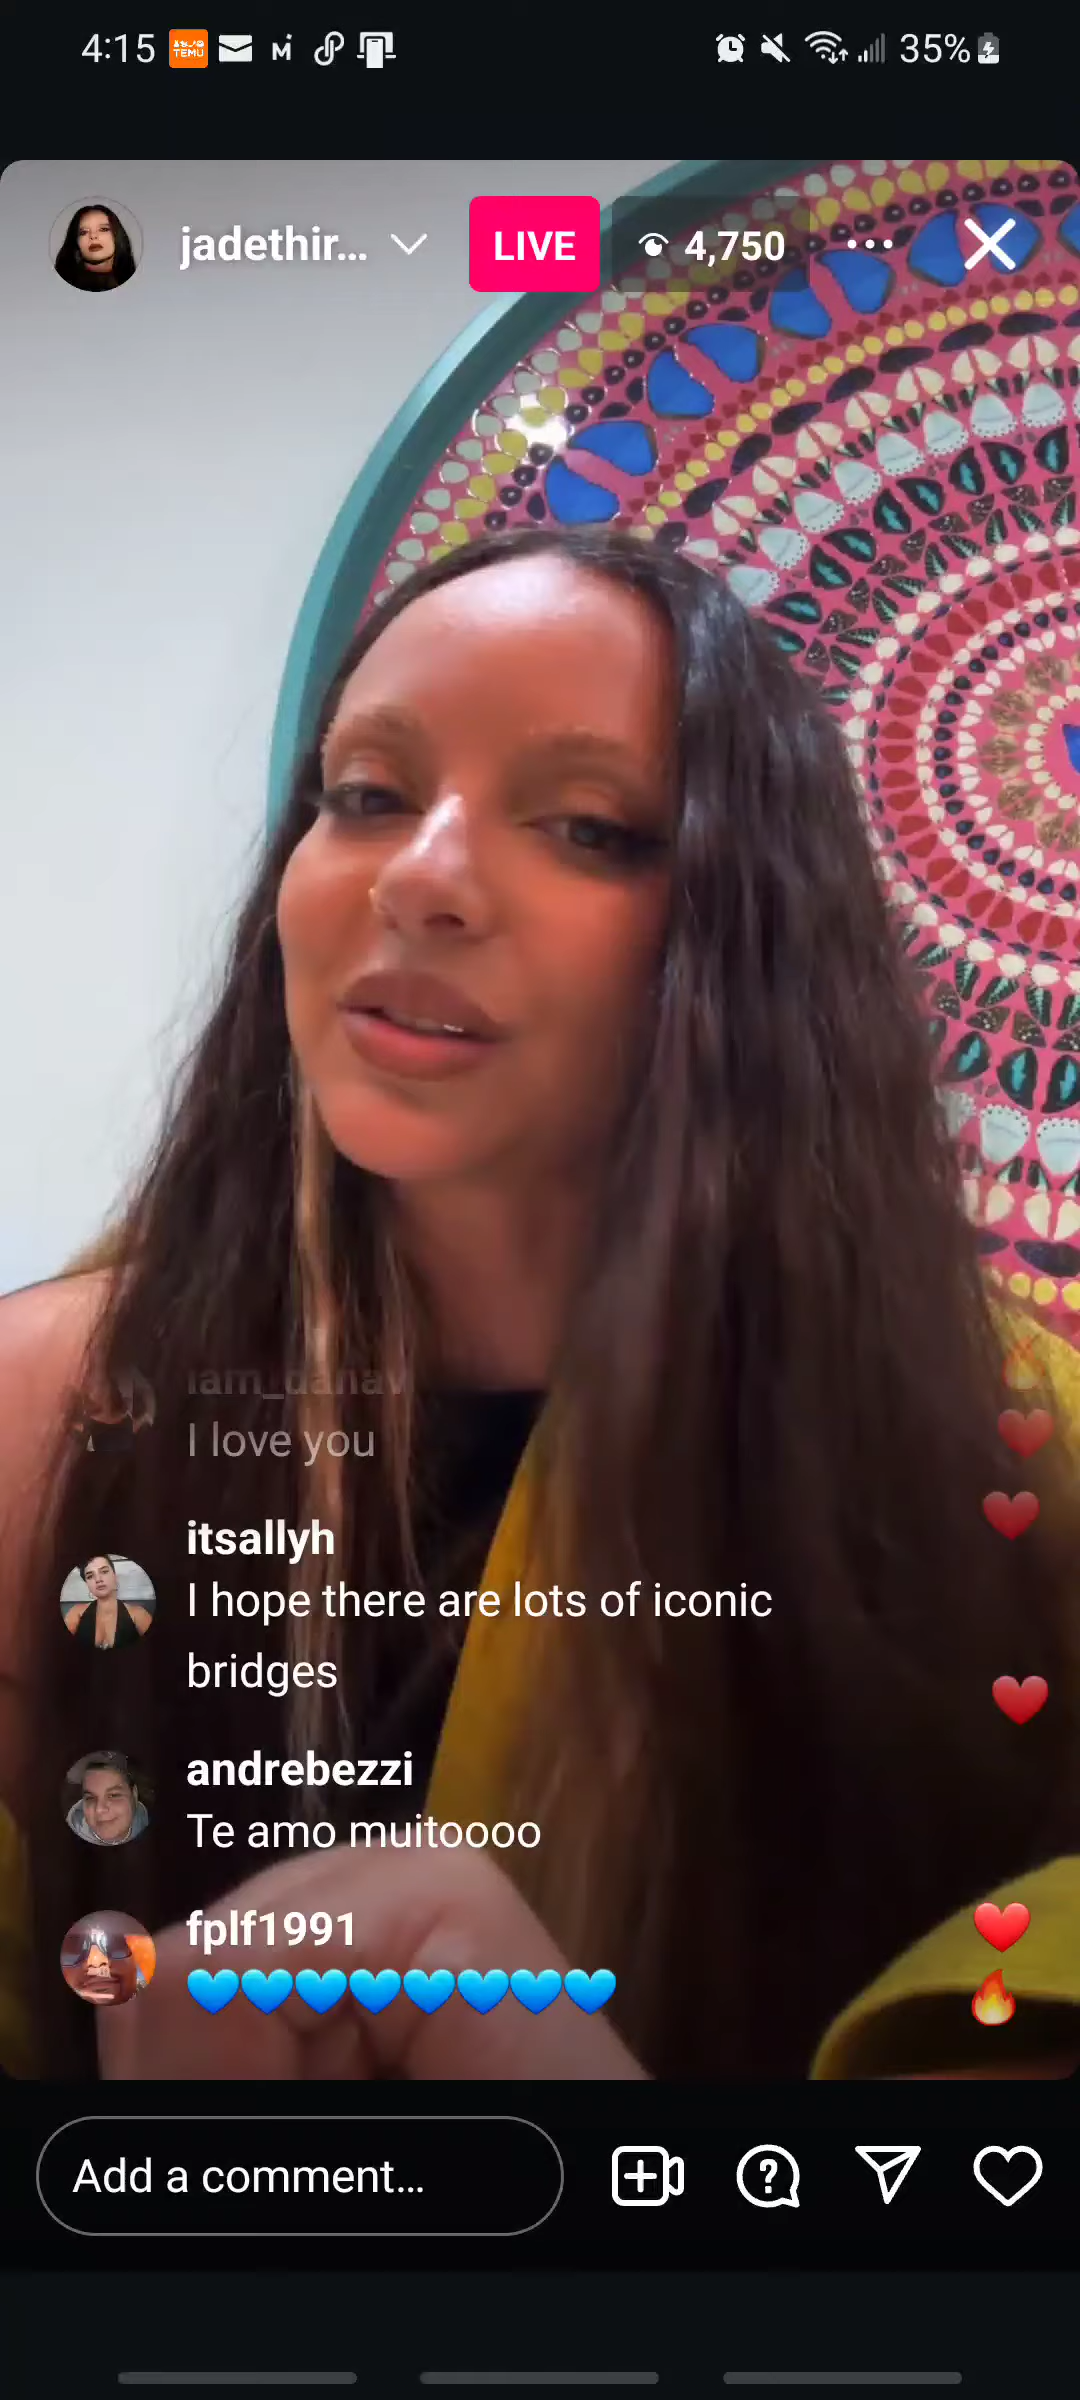 4:15
TEMU
35%
jadethir...
LIVE
4,750
I love you
itsallyh
I hope there are lots of iconic
bridges
andrebezzi
Te amo muitoooo
fplf1991
💙💙💙💙💙💙💙💙
Add a comment...